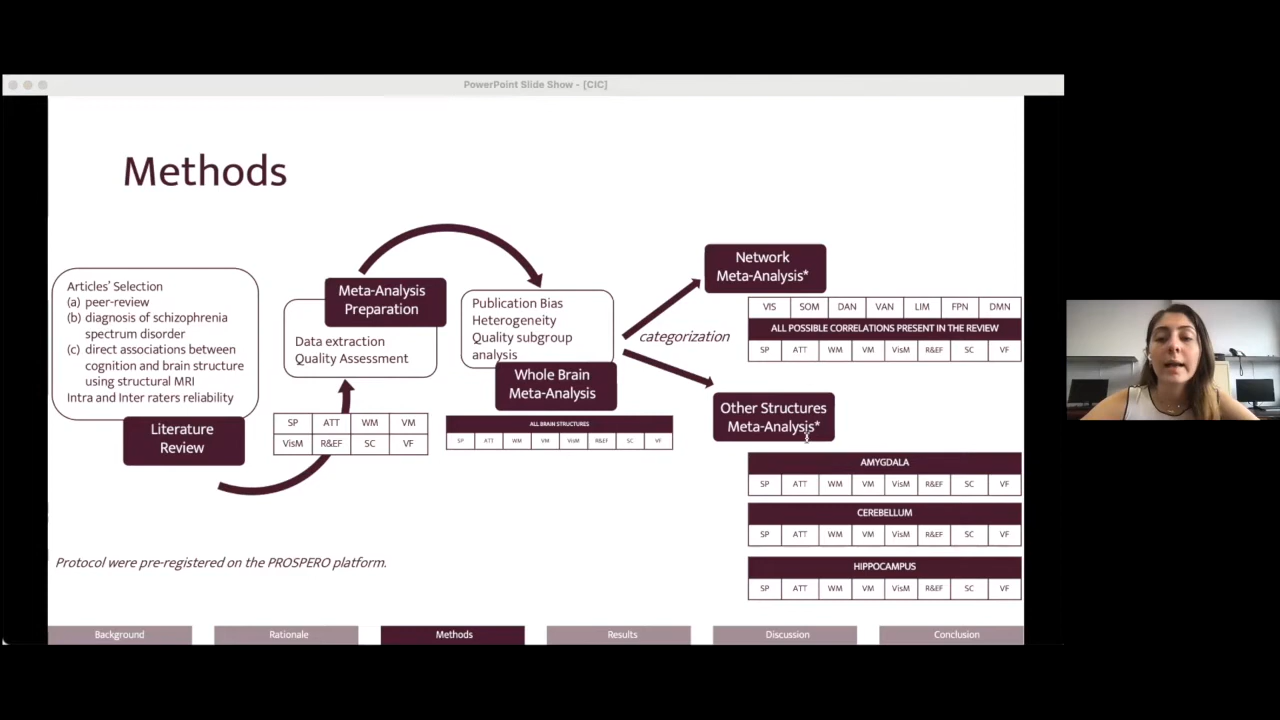 PowerPoint Slide Show - [CIC]
Methods
Articles' Selection
(a) peer-review
(b) diagnosis of schizophrenia
spectrum disorder
(c) direct associations between
cognition and brain structure
using structural MRI
Intra and Inter raters reliability
Literature
Review
Meta-Analysis
Preparation
Data extraction
Quality Assessment
SP ATT WM VM
VisM R&EF SC VF
Publication Bias
Heterogeneity
Quality subgroup
analysis
Whole Brain
Meta-Analysis
ALL BRAIN STRUCTURES
SP ATT WM VM VisM R&EF SC VF
categorization
Network
Meta-Analysis*
VIS SOM DAN VAN LIM FPN DMN
ALL POSSIBLE CORRELATIONS PRESENT IN THE REVIEW
SP ATT WM VM VisM R&EF SC VF
Other Structures
Meta-Analysis*
AMYGDALA
SP ATT WM VM VisM R&EF SC VF
CEREBELLUM
SP ATT WM VM VisM R&EF SC VF
HIPPOCAMPUS
SP ATT WM VM VisM R&EF SC VF
Protocol were pre-registered on the PROSPERO platform.
Background Rationale Methods Results Discussion Conclusion